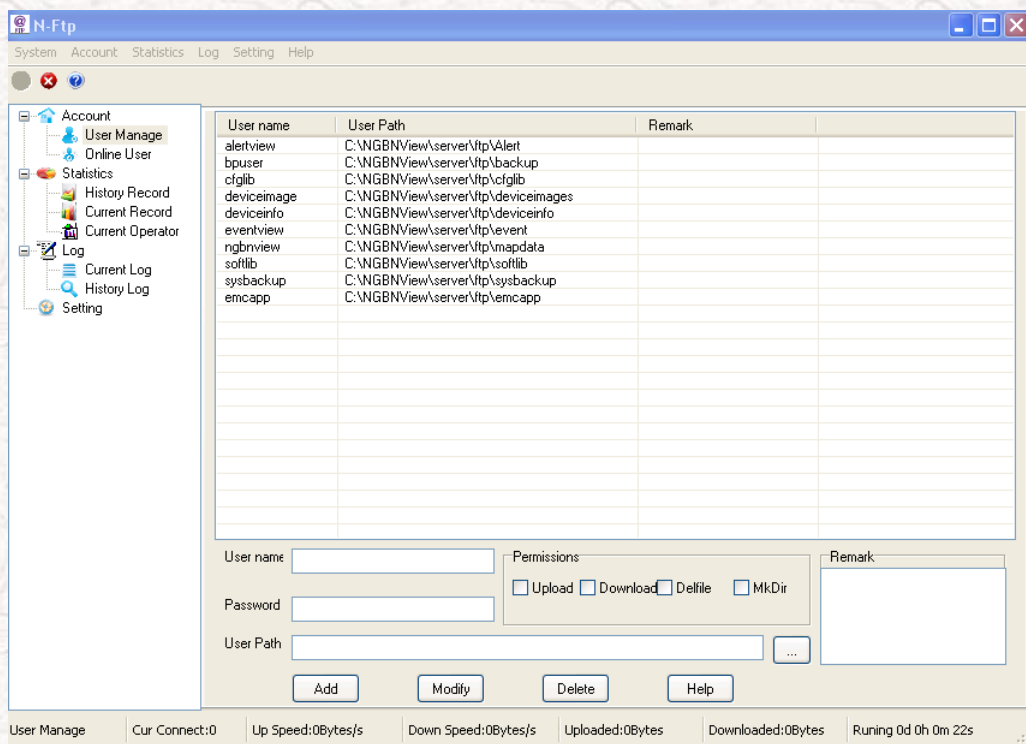 N-Ftp
System Account Statistics Log Setting Help
Account
User Manage
Online User
Statistics
History Record
Current Record
Current Operator
Log
Current Log
History Log
Setting
User name User Path Remark
alertview C:\NGBNView\server\ftp\Alert
bpuser C:\NGBNView\server\ftp\backup
cfglib C:\NGBNView\server\ftp\cfglib
deviceimage C:\NGBNView\server\ftp\deviceimages
deviceinfo C:\NGBNView\server\ftp\deviceinfo
eventview C:\NGBNView\server\ftp\event
ngbnview C:\NGBNView\server\ftp\mapdata
softlib C:\NGBNView\server\ftp\softlib
sysbackup C:\NGBNView\server\ftp\sysbackup
emcapp C:\NGBNView\server\ftp\emcapp
User name Permissions Remark
Upload Download Delfile MkDir
Password
User Path ...
Add Modify Delete Help
User Manage Cur Connect:0 Up Speed:0Bytes/s Down Speed:0Bytes/s Uploaded:0Bytes Downloaded:0Bytes Runing 0d 0h 0m 22s